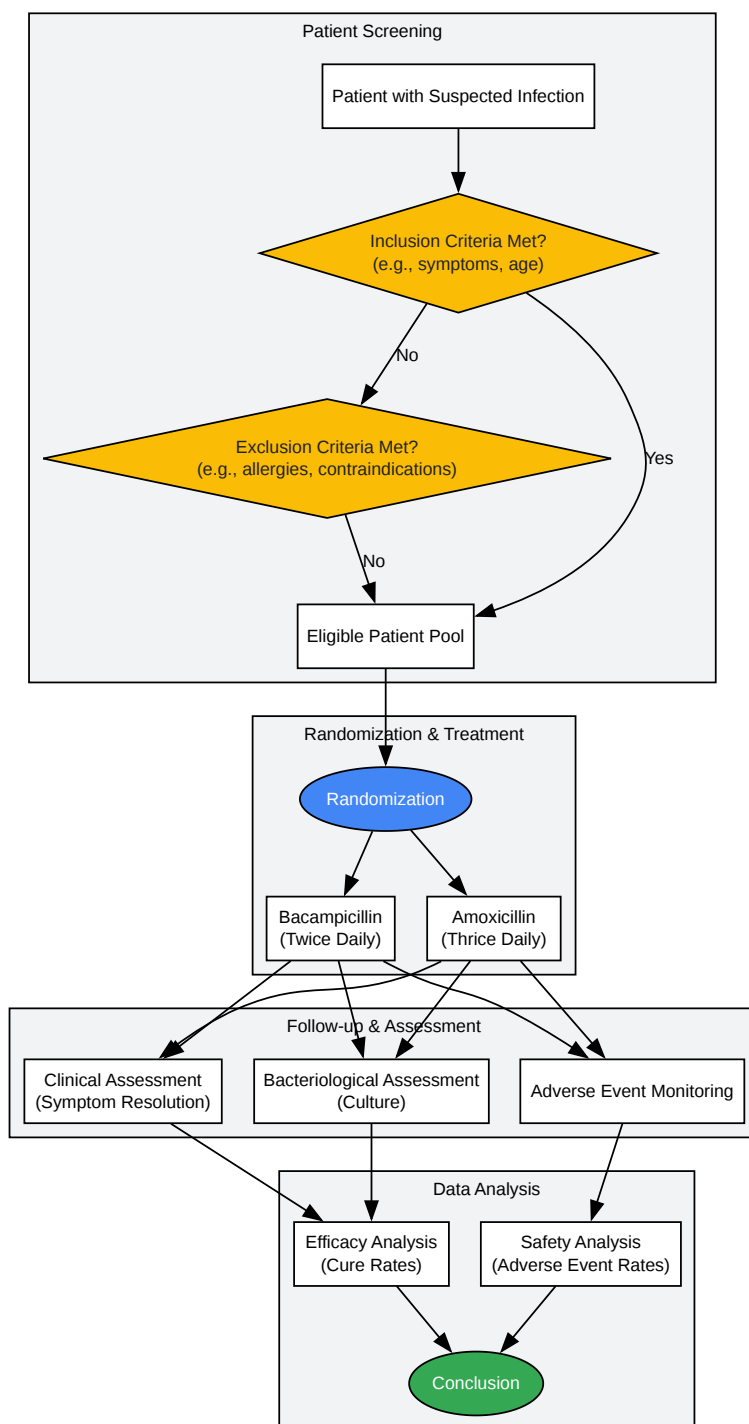 Patient Screening
Patient with Suspected Infection
Inclusion Criteria Met?
(e.g., symptoms, age)
No
Yes
Exclusion Criteria Met?
(e.g., allergies, contraindications)
No
Eligible Patient Pool
Randomization & Treatment
Randomization
Bacampicillin
(Twice Daily)
Amoxicillin
(Thrice Daily)
Follow-up & Assessment
Clinical Assessment
(Symptom Resolution)
Bacteriological Assessment
(Culture)
Adverse Event Monitoring
Data Analysis
Efficacy Analysis
(Cure Rates)
Safety Analysis
(Adverse Event Rates)
Conclusion